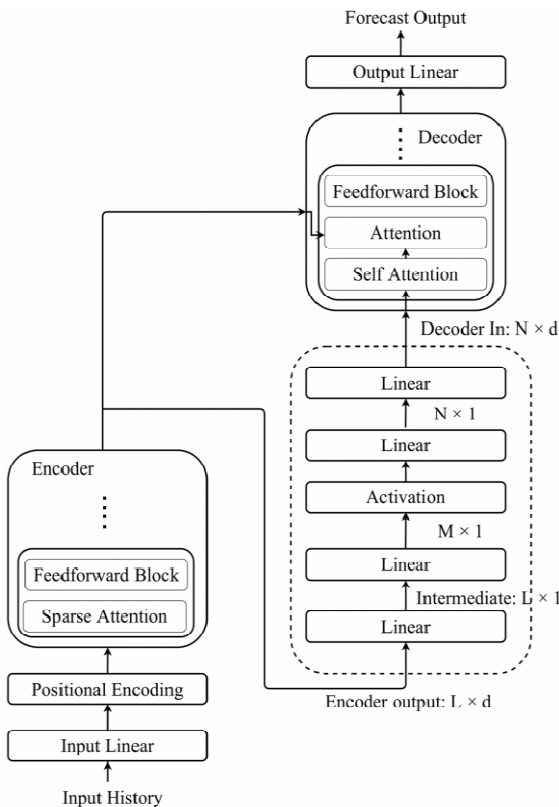 Forecast Output
Output Linear
Decoder
Feedforward Block
Attention
Self Attention
Decoder In: N × d
Linear
N × 1
Linear
Activation
M × 1
Linear
Intermediate: L × 1
Linear
Encoder output: L × d
Encoder
Feedforward Block
Sparse Attention
Positional Encoding
Input Linear
Input History